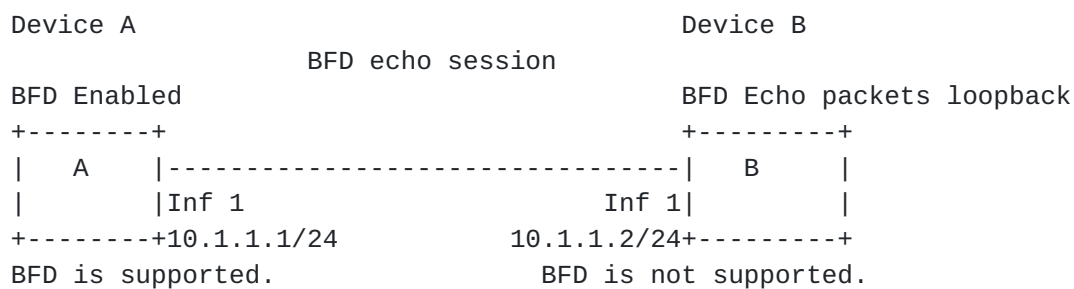 Device A                                   Device B
                   BFD echo session
BFD Enabled                                BFD Echo packets loopback
+--------+                                 +---------+
|   A    |---------------------------------|   B     |
|        |Inf 1                       Inf 1|         |
+--------+10.1.1.1/24           10.1.1.2/24+---------+
BFD is supported.                 BFD is not supported.